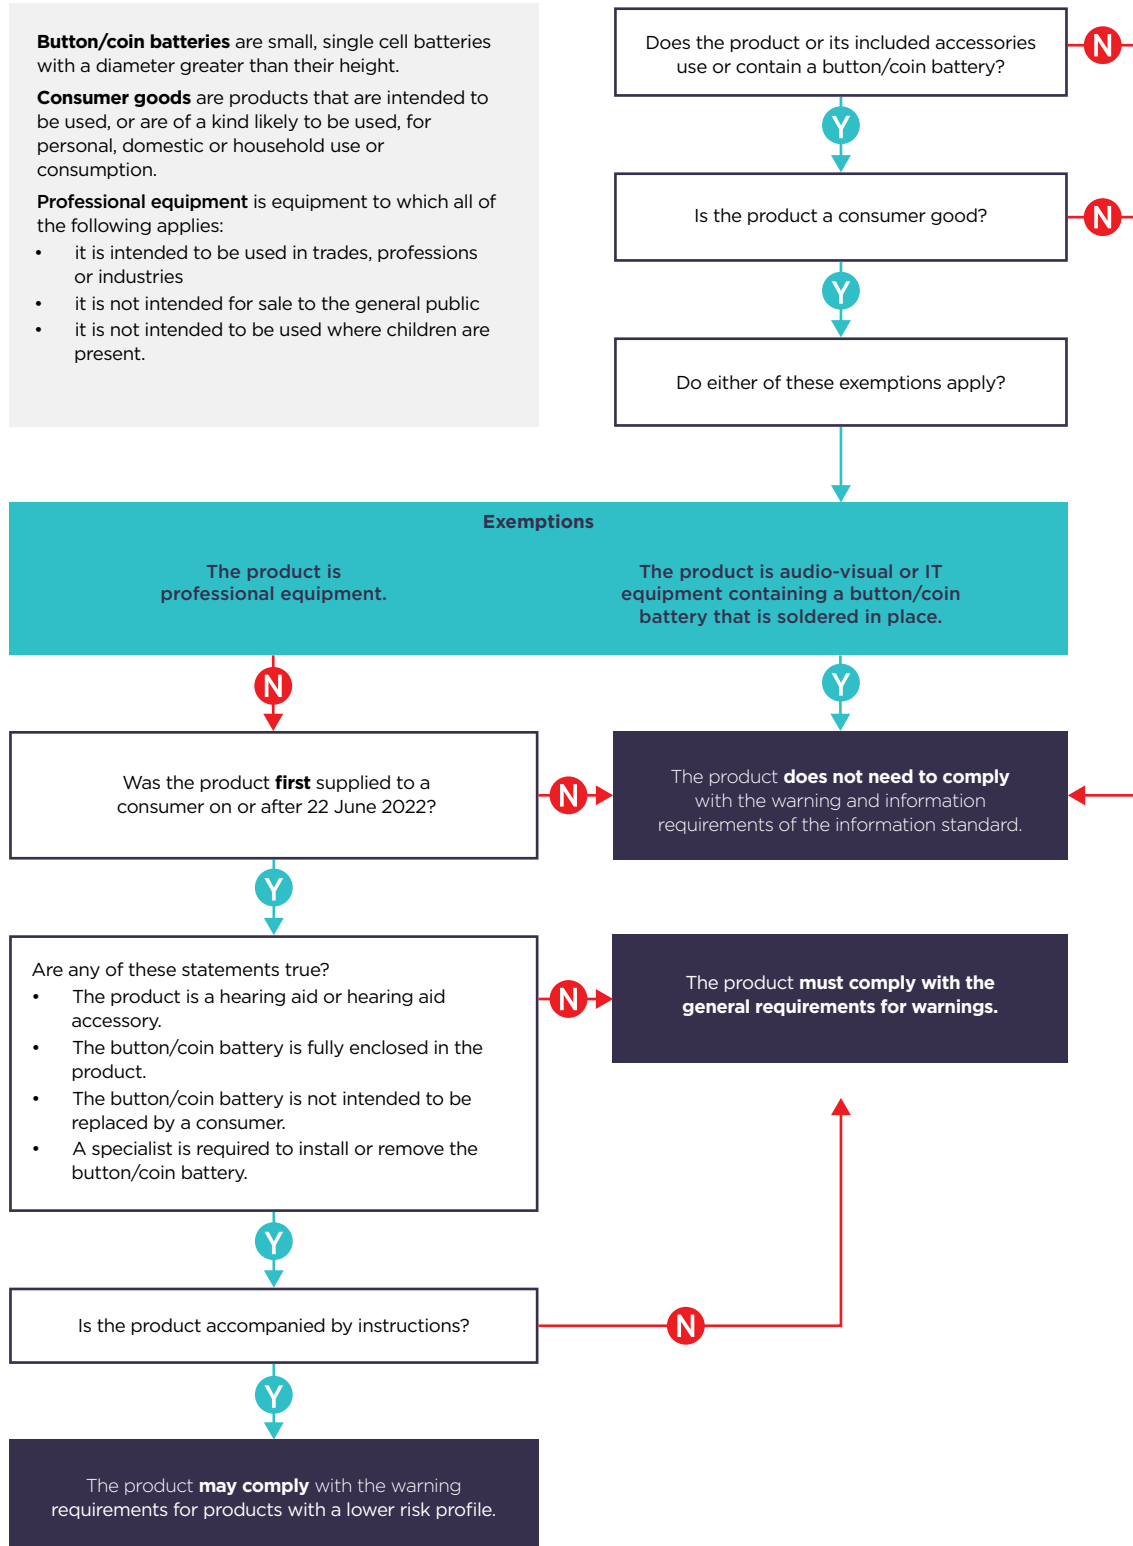 Button/coin batteries are small, single cell batteries
with a diameter greater than their height.
Consumer goods are products that are intended to
be used, or are of a kind likely to be used, for
personal, domestic or household use or
consumption.
Professional equipment is equipment to which all of
the following applies:
• it is intended to be used in trades, professions
or industries
• it is not intended for sale to the general public
• it is not intended to be used where children are
present.
Does the product or its included accessories
use or contain a button/coin battery?
N
Y
Is the product a consumer good?
N
Y
Do either of these exemptions apply?
Exemptions
The product is
professional equipment.
The product is audio-visual or IT
equipment containing a button/coin
battery that is soldered in place.
N
Y
Was the product first supplied to a
consumer on or after 22 June 2022?
N
The product does not need to comply
with the warning and information
requirements of the information standard.
Y
Are any of these statements true?
• The product is a hearing aid or hearing aid
accessory.
• The button/coin battery is fully enclosed in the
product.
• The button/coin battery is not intended to be
replaced by a consumer.
• A specialist is required to install or remove the
button/coin battery.
N
The product must comply with the
general requirements for warnings.
Y
Is the product accompanied by instructions?
N
Y
The product may comply with the warning
requirements for products with a lower risk profile.